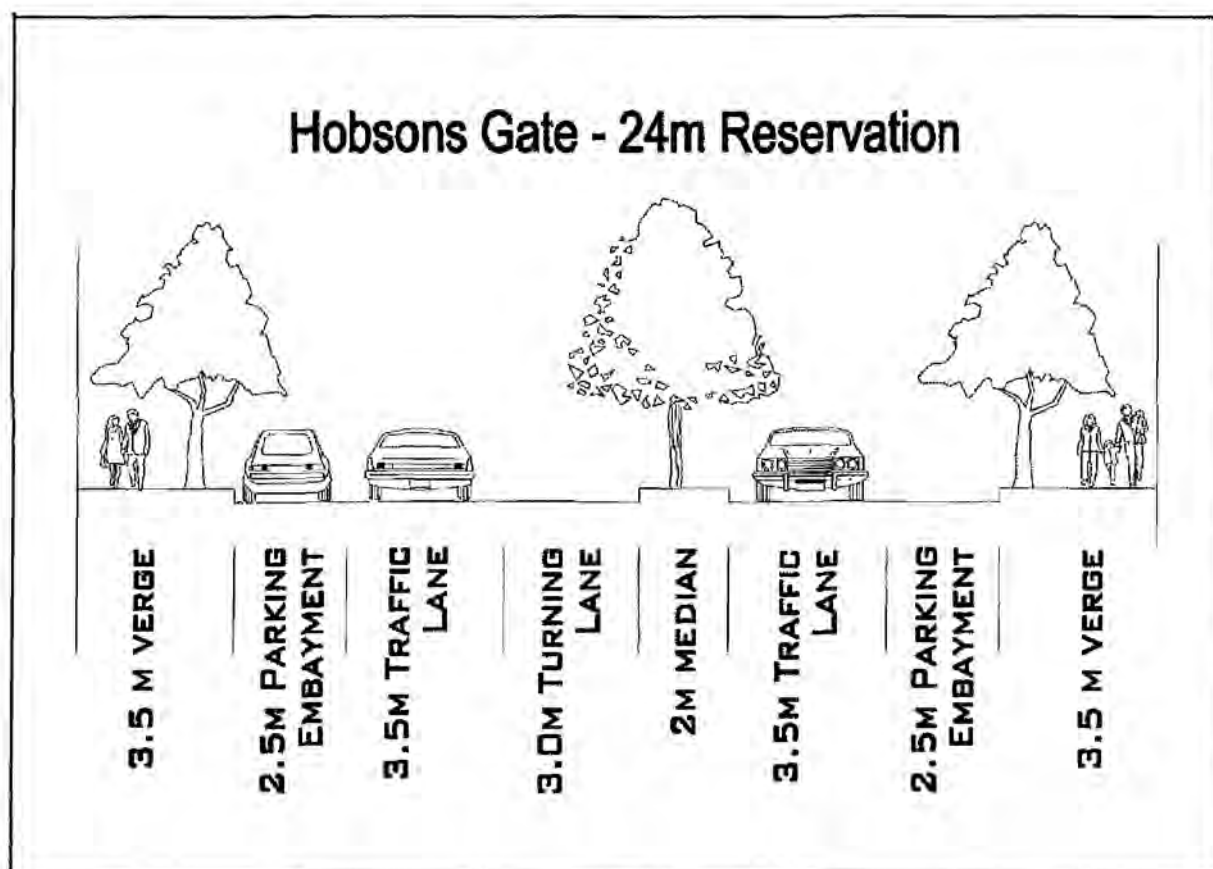 Hobsons Gate - 24m Reservation
3.5 M VERGE
2.5M PARKING
EMBAYMENT
3.5M TRAFFIC
LANE
3.0M TURNING
LANE
2M MEDIAN
3.5M TRAFFIC
LANE
2.5M PARKING
EMBAYMENT
3.5 M VERGE